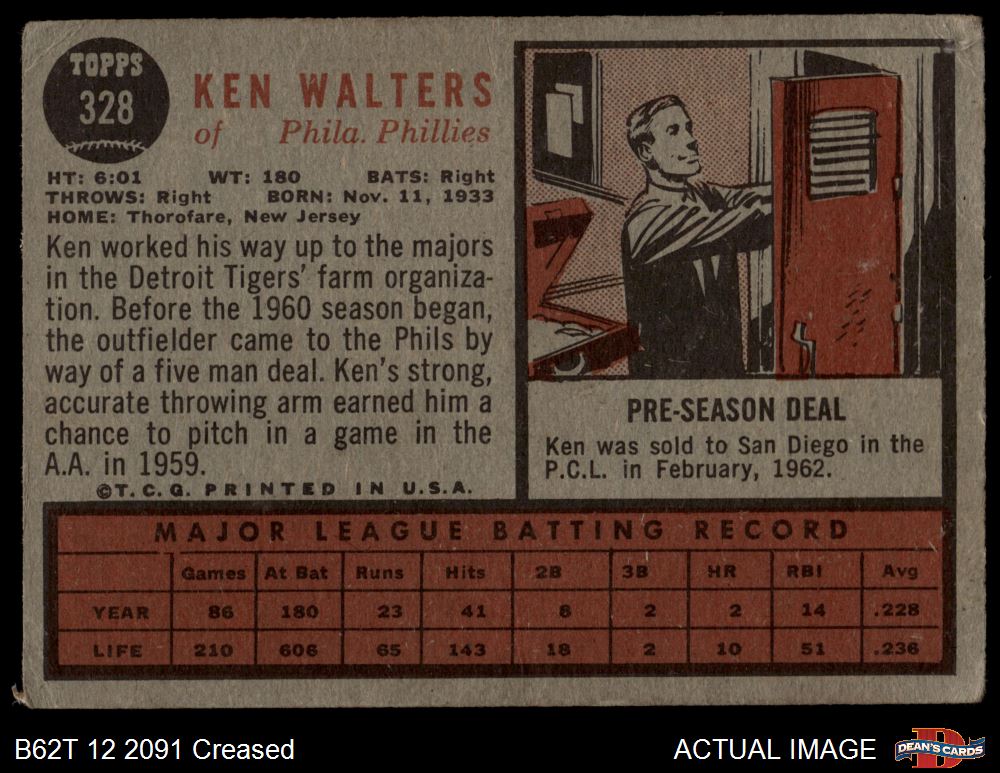 TOPPS
328
KEN WALTERS
of Phila. Phillies
HT: 6:01 WT: 180 BATS: Right
THROWS: Right BORN: Nov. 11, 1933
HOME: Thorofare, New Jersey
Ken worked his way up to the majors
in the Detroit Tigers' farm organiza-
tion. Before the 1960 season began,
the outfielder came to the Phils by
way of a five man deal. Ken's strong,
accurate throwing arm earned him a
chance to pitch in a game in the
A.A. in 1959.
©T. C. G. PRINTED IN U.S.A.
PRE-SEASON DEAL
Ken was sold to San Diego in the
P.C.L. in February, 1962.
MAJOR LEAGUE BATTING RECORD
Games At Bat Runs Hits 2B 3B HR RBI Avg
YEAR 86 180 23 41 8 2 2 14 .228
LIFE 210 606 65 143 18 2 10 51 .236
B62T 12 2091 Creased
ACTUAL IMAGE
DEAN'S CARDS